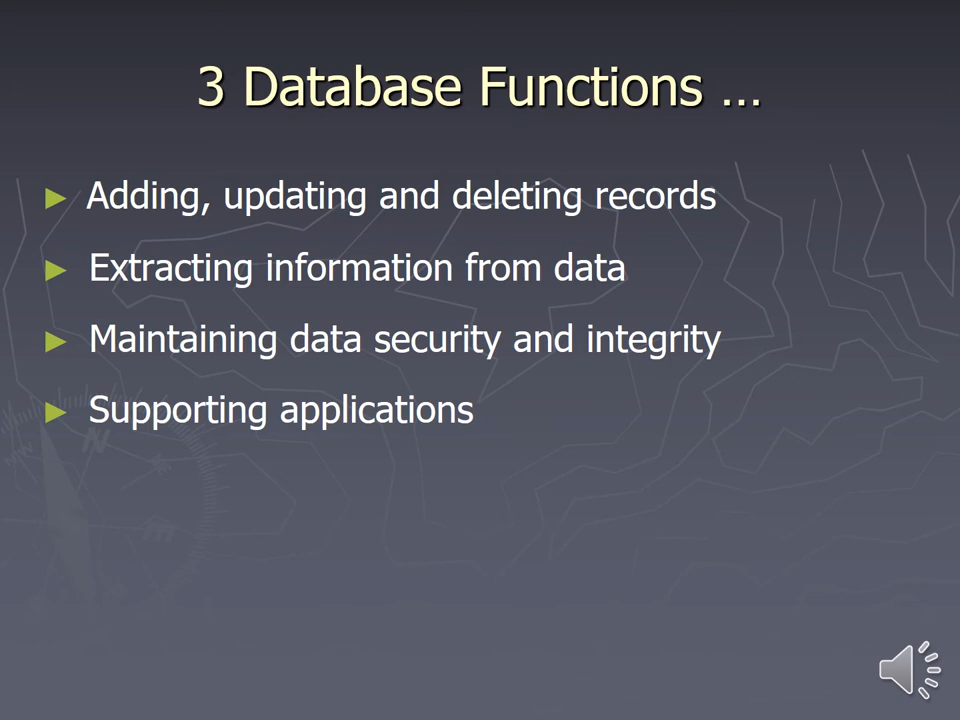 3 Database Functions …
► Adding, updating and deleting records
► Extracting information from data
► Maintaining data security and integrity
► Supporting applications
N